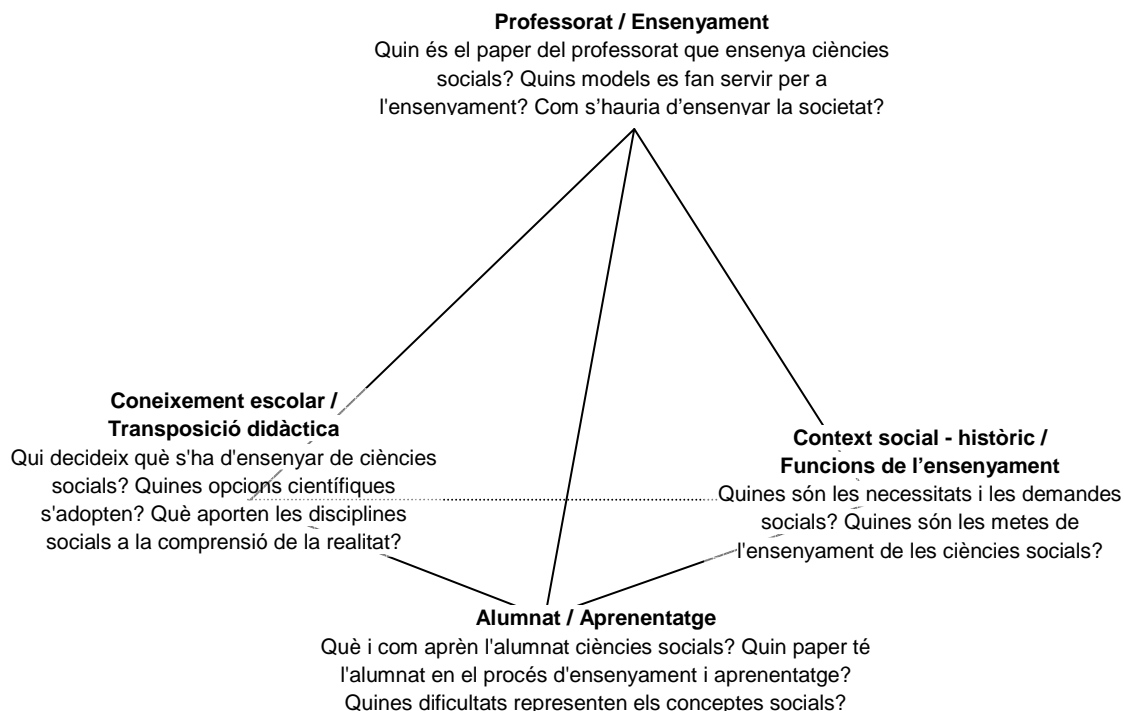 Professorat / Ensenyament
Quin és el paper del professorat que ensenya ciències
socials? Quins models es fan servir per a
l'ensenyament? Com s’hauria d’ensenyar la societat?
Coneixement escolar /
Transposició didàctica
Qui decideix què s'ha d'ensenyar de ciències
socials? Quines opcions científiques
s'adopten? Què aporten les disciplines
socials a la comprensió de la realitat?
Context social - històric /
Funcions de l’ensenyament
Quines són les necessitats i les demandes
socials? Quines són les metes de
l'ensenyament de les ciències socials?
Alumnat / Aprenentatge
Què i com aprèn l'alumnat ciències socials? Quin paper té
l'alumnat en el procés d'ensenyament i aprenentatge?
Quines dificultats representen els conceptes socials?